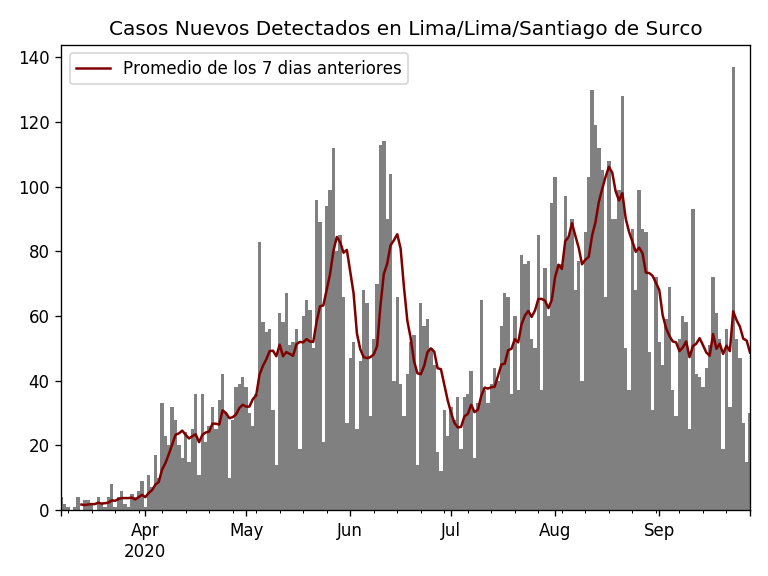 Casos Nuevos Detectados en Lima/Lima/Santiago de Surco
Promedio de los 7 dias anteriores
140
120
100
80
60
40
20
0
Apr
2020
May
Jun
Jul
Aug
Sep